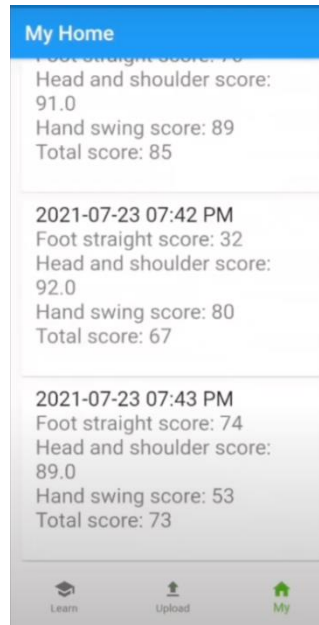 My Home
Foot straight score: 
Head and shoulder score:
91.0
Hand swing score: 89
Total score: 85
2021-07-23 07:42 PM
Foot straight score: 32
Head and shoulder score:
92.0
Hand swing score: 80
Total score: 67
2021-07-23 07:43 PM
Foot straight score: 74
Head and shoulder score:
89.0
Hand swing score: 53
Total score: 73
Learn
Upload
My